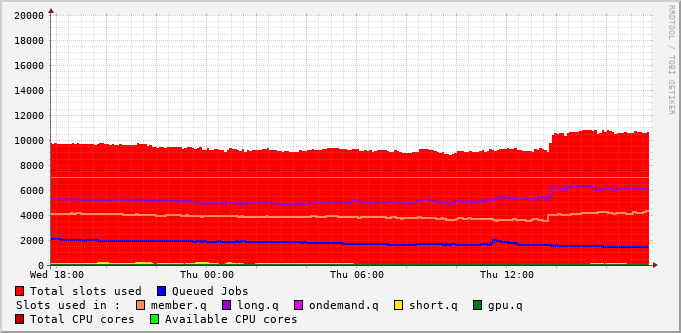 20000
18000
16000
14000
12000
10000
8000
6000
4000
2000
0
Wed 18:00 Thu 00:00 Thu 06:00 Thu 12:00
Total slots used Queued Jobs
Slots used in : member.q long.q ondemand.q short.q gpu.q
Total CPU cores Available CPU cores
RRDTOOL / TOBI OETIKER